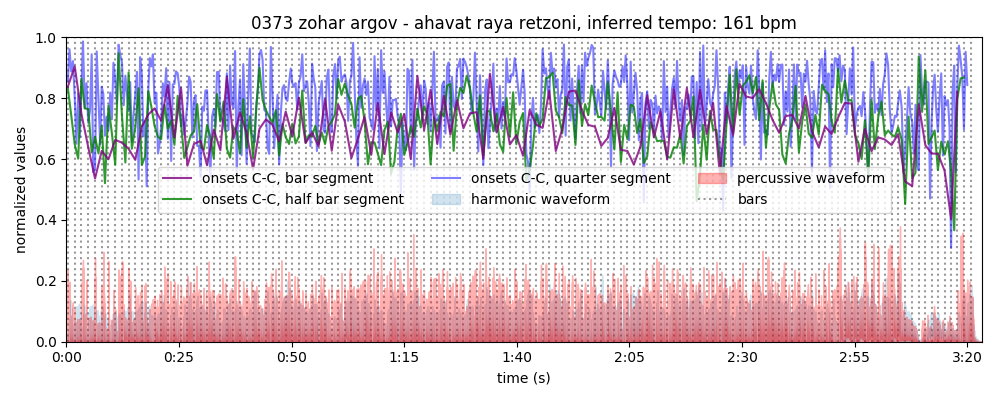 0373 zohar argov - ahavat raya retzoni, inferred tempo: 161 bpm
normalized values
1.0
0.8
0.6
0.4
0.2
0.0
onsets C-C, bar segment
onsets C-C, half bar segment
onsets C-C, quarter segment
harmonic waveform
percussive waveform
bars
0:00 0:25 0:50 1:15 1:40 2:05 2:30 2:55 3:20
time (s)